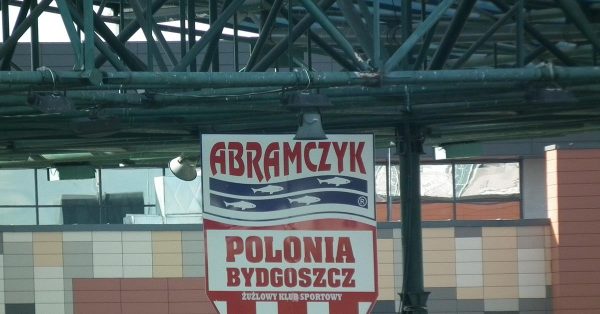 ABRAMCZYK
®
POLONIA
BYDGOSZCZ
ŻUŻLOWY KLUB SPORTOWY